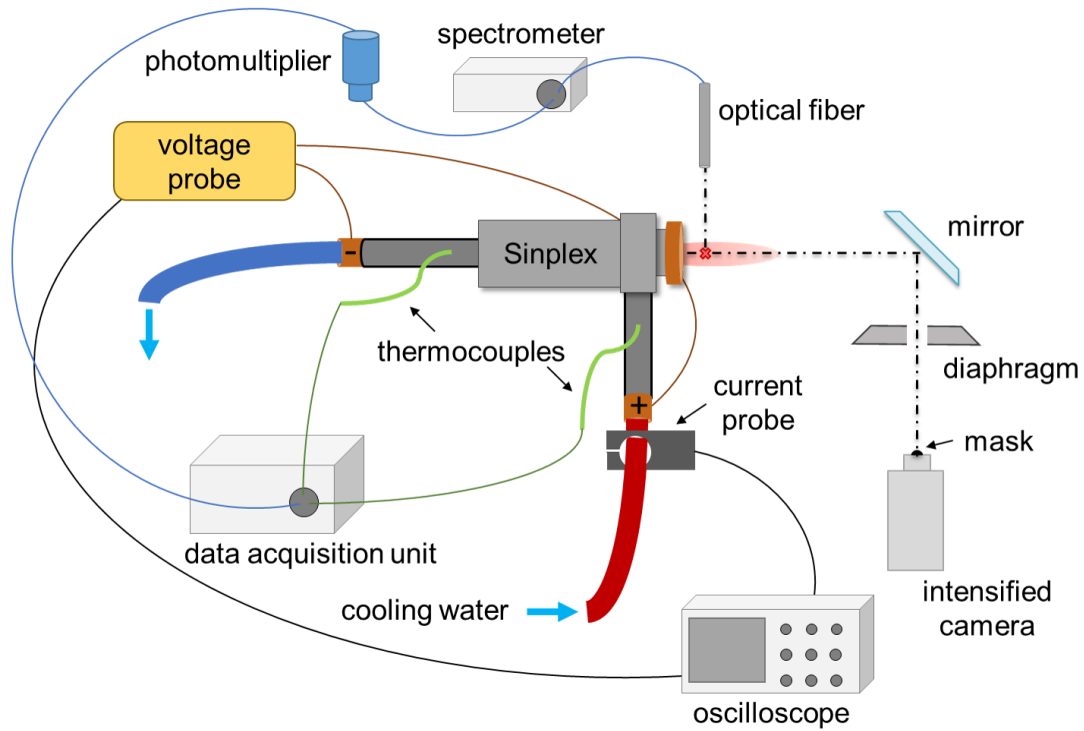 spectrometer
photomultiplier
optical fiber
voltage
probe
mirror
-
Sinplex
thermocouples
diaphragm
current
probe
+
mask
data acquisition unit
cooling water
intensified
camera
oscilloscope